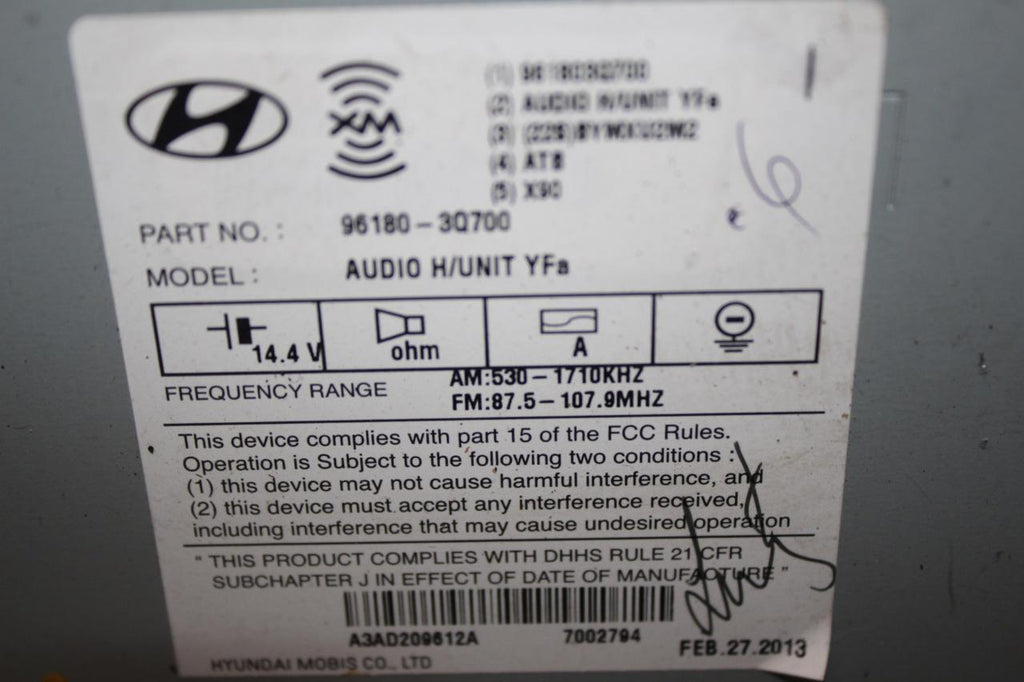 XM
(1) 961803Q700
(2) AUDIO H/UNIT YFa
(4) ATB
(5) X90
6
PART NO. : 96180-3Q700
MODEL : AUDIO H/UNIT YFa
14.4 V ohm A
FREQUENCY RANGE AM:530-1710KHZ
FM:87.5-107.9MHZ
This device complies with part 15 of the FCC Rules.
Operation is Subject to the following two conditions :
(1) this device may not cause harmful interference, and
(2) this device must accept any interference received,
including interference that may cause undesired operation
" THIS PRODUCT COMPLIES WITH DHHS RULE 21 CFR
SUBCHAPTER J IN EFFECT OF DATE OF MANUFACTURE "
A3AD209612A 7002794
FEB.27.2013
HYUNDAI MOBIS CO., LTD